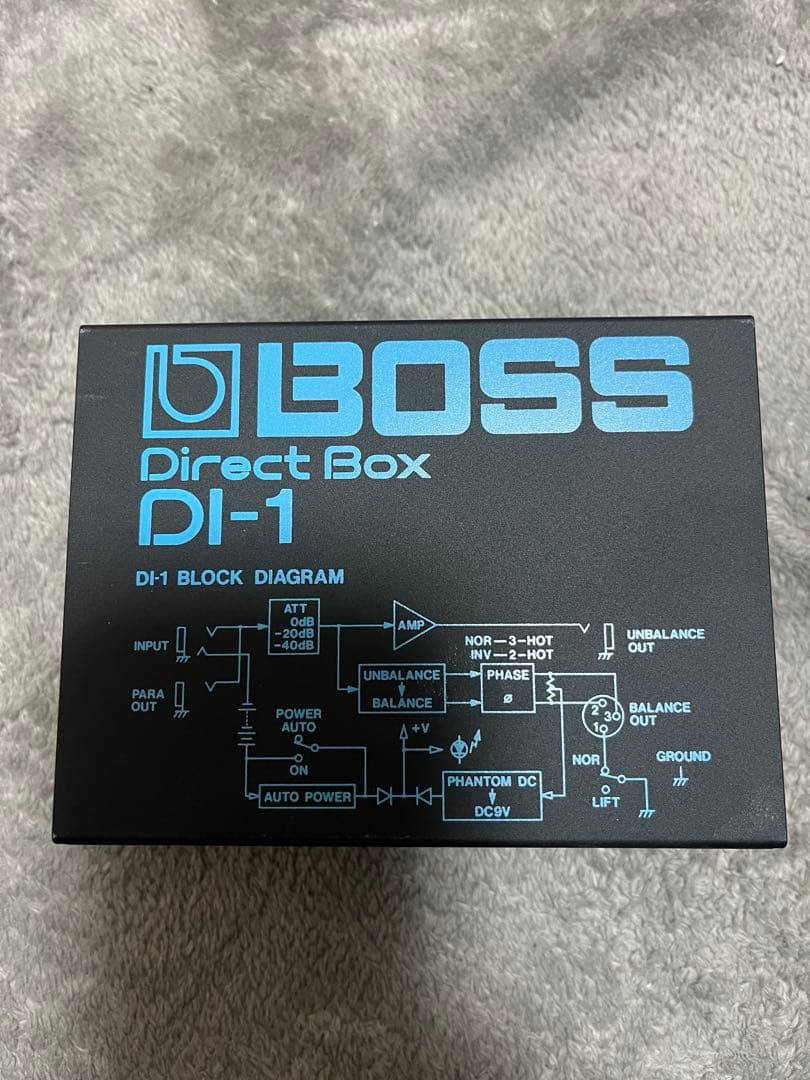 BOSS
Direct Box
DI-1
DI-1 BLOCK DIAGRAM
ATT
0dB
-20dB
-40dB
AMP
NOR—3-HOT
INV—2-HOT
UNBALANCE
OUT
INPUT
UNBALANCE
BALANCE
PHASE
ø
PARA
OUT
2
3
1
BALANCE
OUT
POWER
AUTO
ON
+V
NOR
LIFT
GROUND
AUTO POWER
PHANTOM DC
DC9V